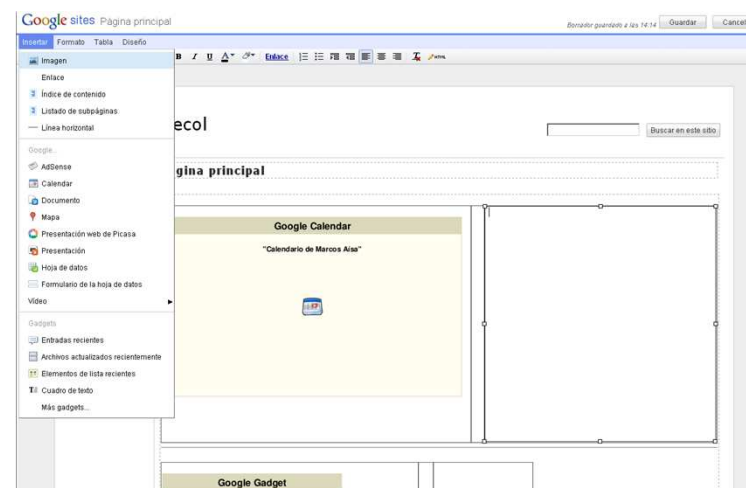 Google sites Página principal
Borrador guardado a las 14:14 Guardar Cancel
Insertar Formato Tabla Diseño
B I U A Enlace HTML
Imagen
Enlace
Índice de contenido
Listado de subpáginas
Línea horizontal
Google
AdSense
Calendar
Documento
Mapa
Presentación web de Picasa
Presentación
Hoja de datos
Formulario de la hoja de datos
Vídeo
Gadgets
Entradas recientes
Archivos actualizados recientemente
Elementos de lista recientes
Cuadro de texto
Más gadgets...
ecol
Buscar en este sitio
gina principal
Google Calendar
"Calendario de Marcos Aísa"
Google Gadget